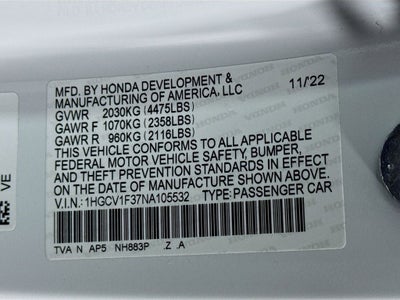 MFD. BY HONDA DEVELOPMENT &
MANUFACTURING OF AMERICA, LLC 11/22
GVWR 2030KG (4475LBS)
GAWR F 1070KG (2358LBS)
GAWR R 960KG (2116LBS)
THIS VEHICLE CONFORMS TO ALL APPLICABLE
FEDERAL MOTOR VEHICLE SAFETY, BUMPER,
AND THEFT PREVENTION STANDARDS IN EFFECT
ON THE DATE OF MANUFACTURE SHOWN ABOVE.
V.I.N.: 1HGCV1F37NA105532 TYPE: PASSENGER CAR
TVA N AP5 NH883P Z A
VE
HONDA